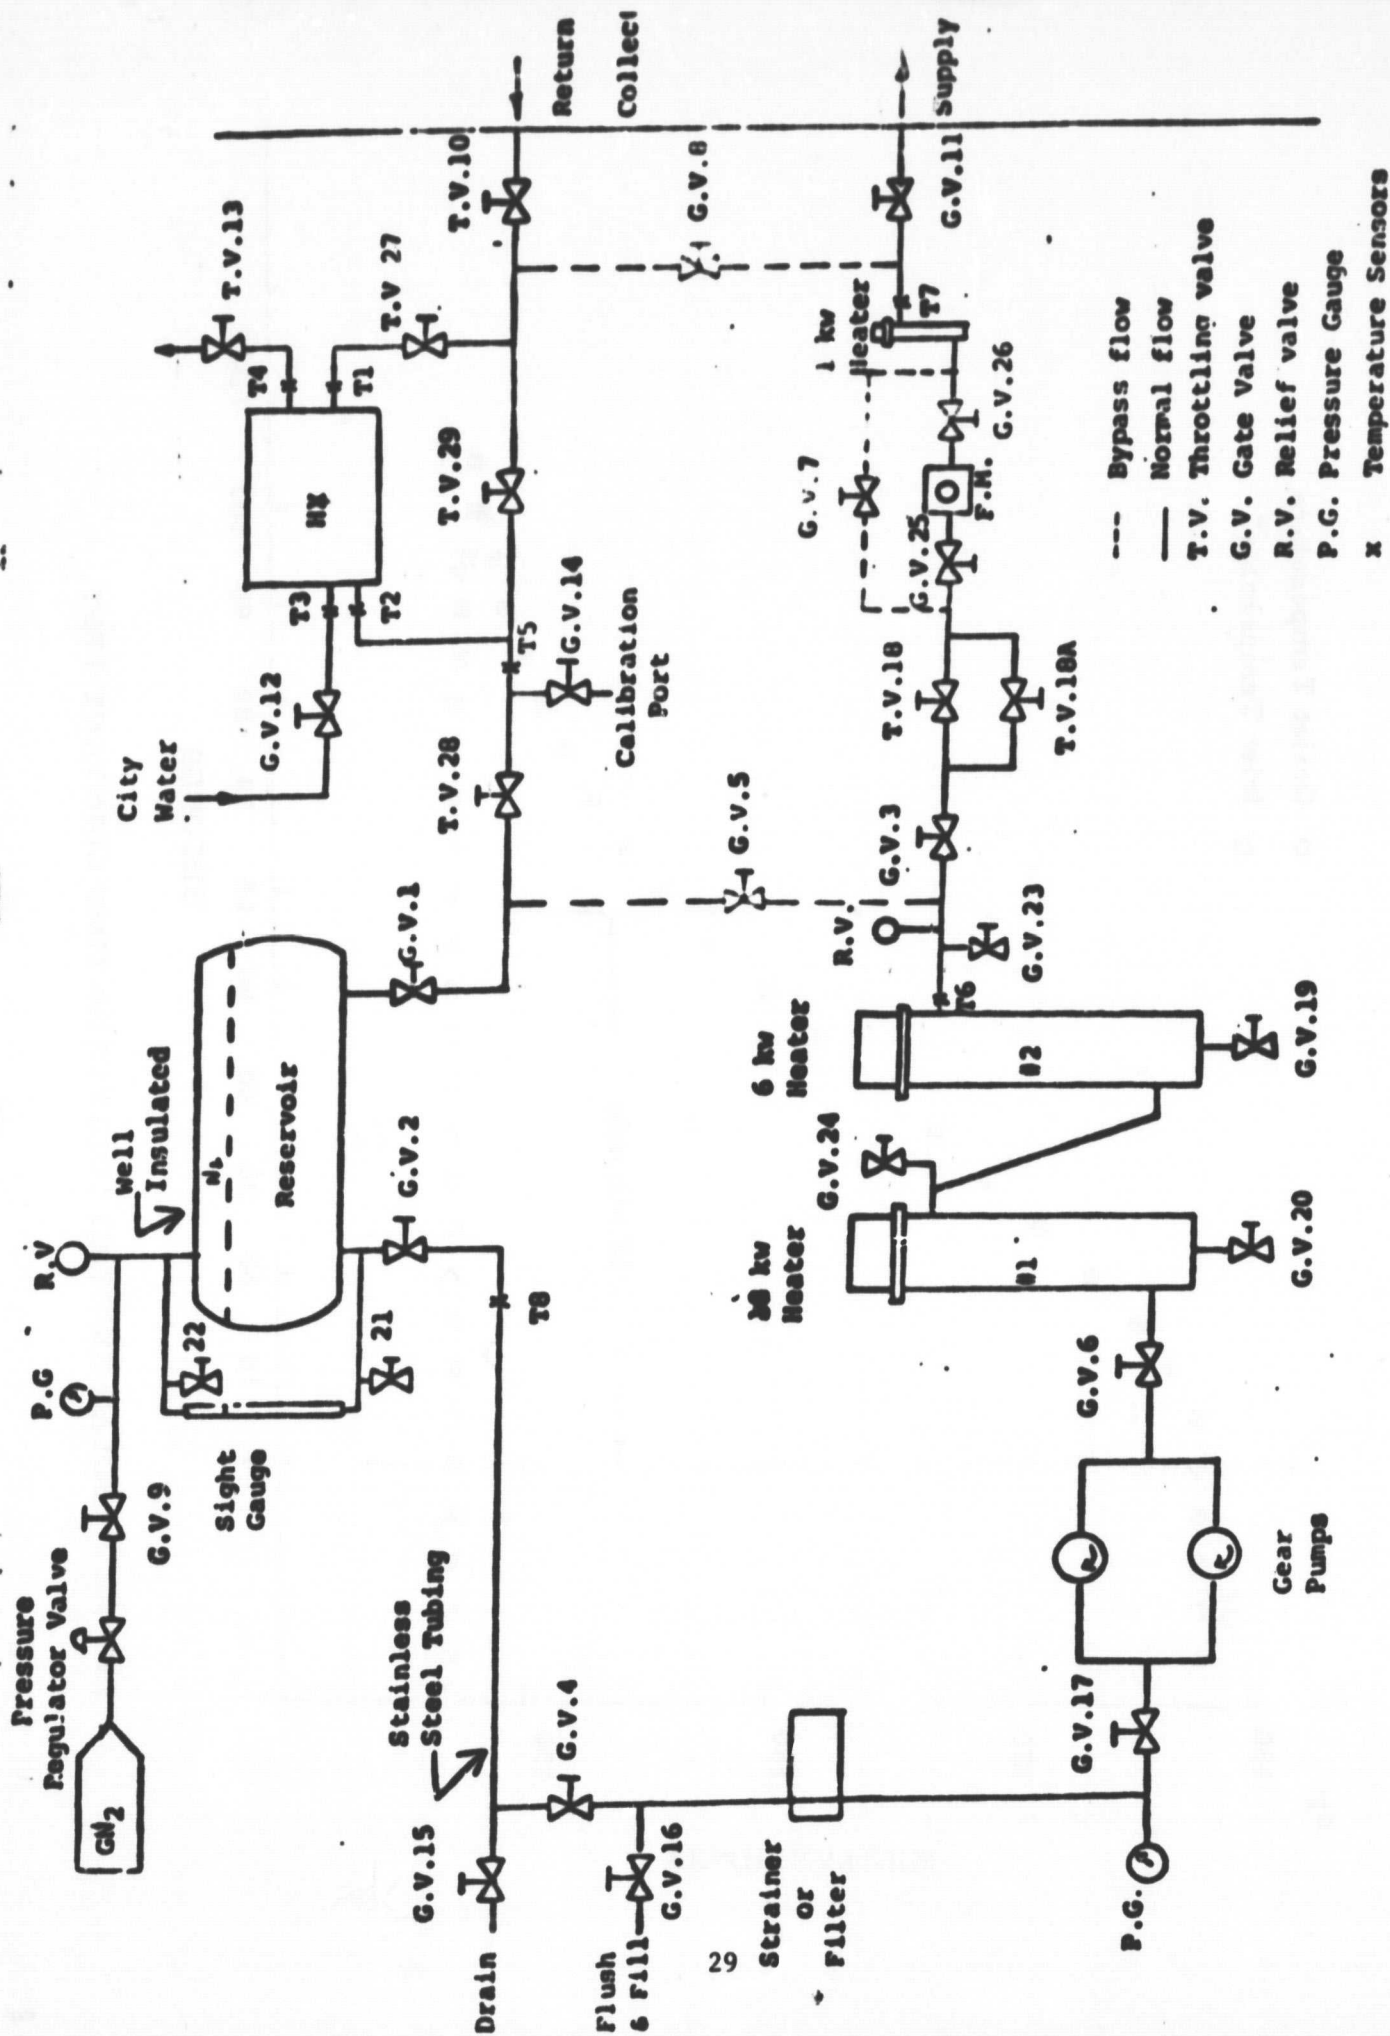 Pressure
Regulator Valve
GN2
G.V.9
P.G
R.V
Well
Insulated
N2
Reservoir
22
21
Sight
Gauge
G.V.2
G.V.1
T8
Stainless
Steel Tubing
G.V.15
Drain
G.V.4
Flush
& Fill
G.V.16
Strainer
or
Filter
P.G.
G.V.17
Gear
Pumps
G.V.6
kw
Heater
#1
G.V.20
G.V.24
6 kw
Heater
#2
G.V.19
T6
R.V.
G.V.23
G.V.3
G.V.5
T.V.18
T.V.18A
G.V.25
F.M.
G.V.26
G.V.7
1 kw
Heater
T7
G.V.11
Supply
G.V.8
T.V.10
Return
Collect
T.V.13
T.V 27
T4
T1
HX
T3
T2
G.V.12
City
Water
T.V.28
T.V.29
T5
G.V.14
Calibration
Port
--- Bypass flow
— Normal flow
T.V. Throttling valve
G.V. Gate Valve
R.V. Relief valve
P.G. Pressure Gauge
x Temperature Sensors
29